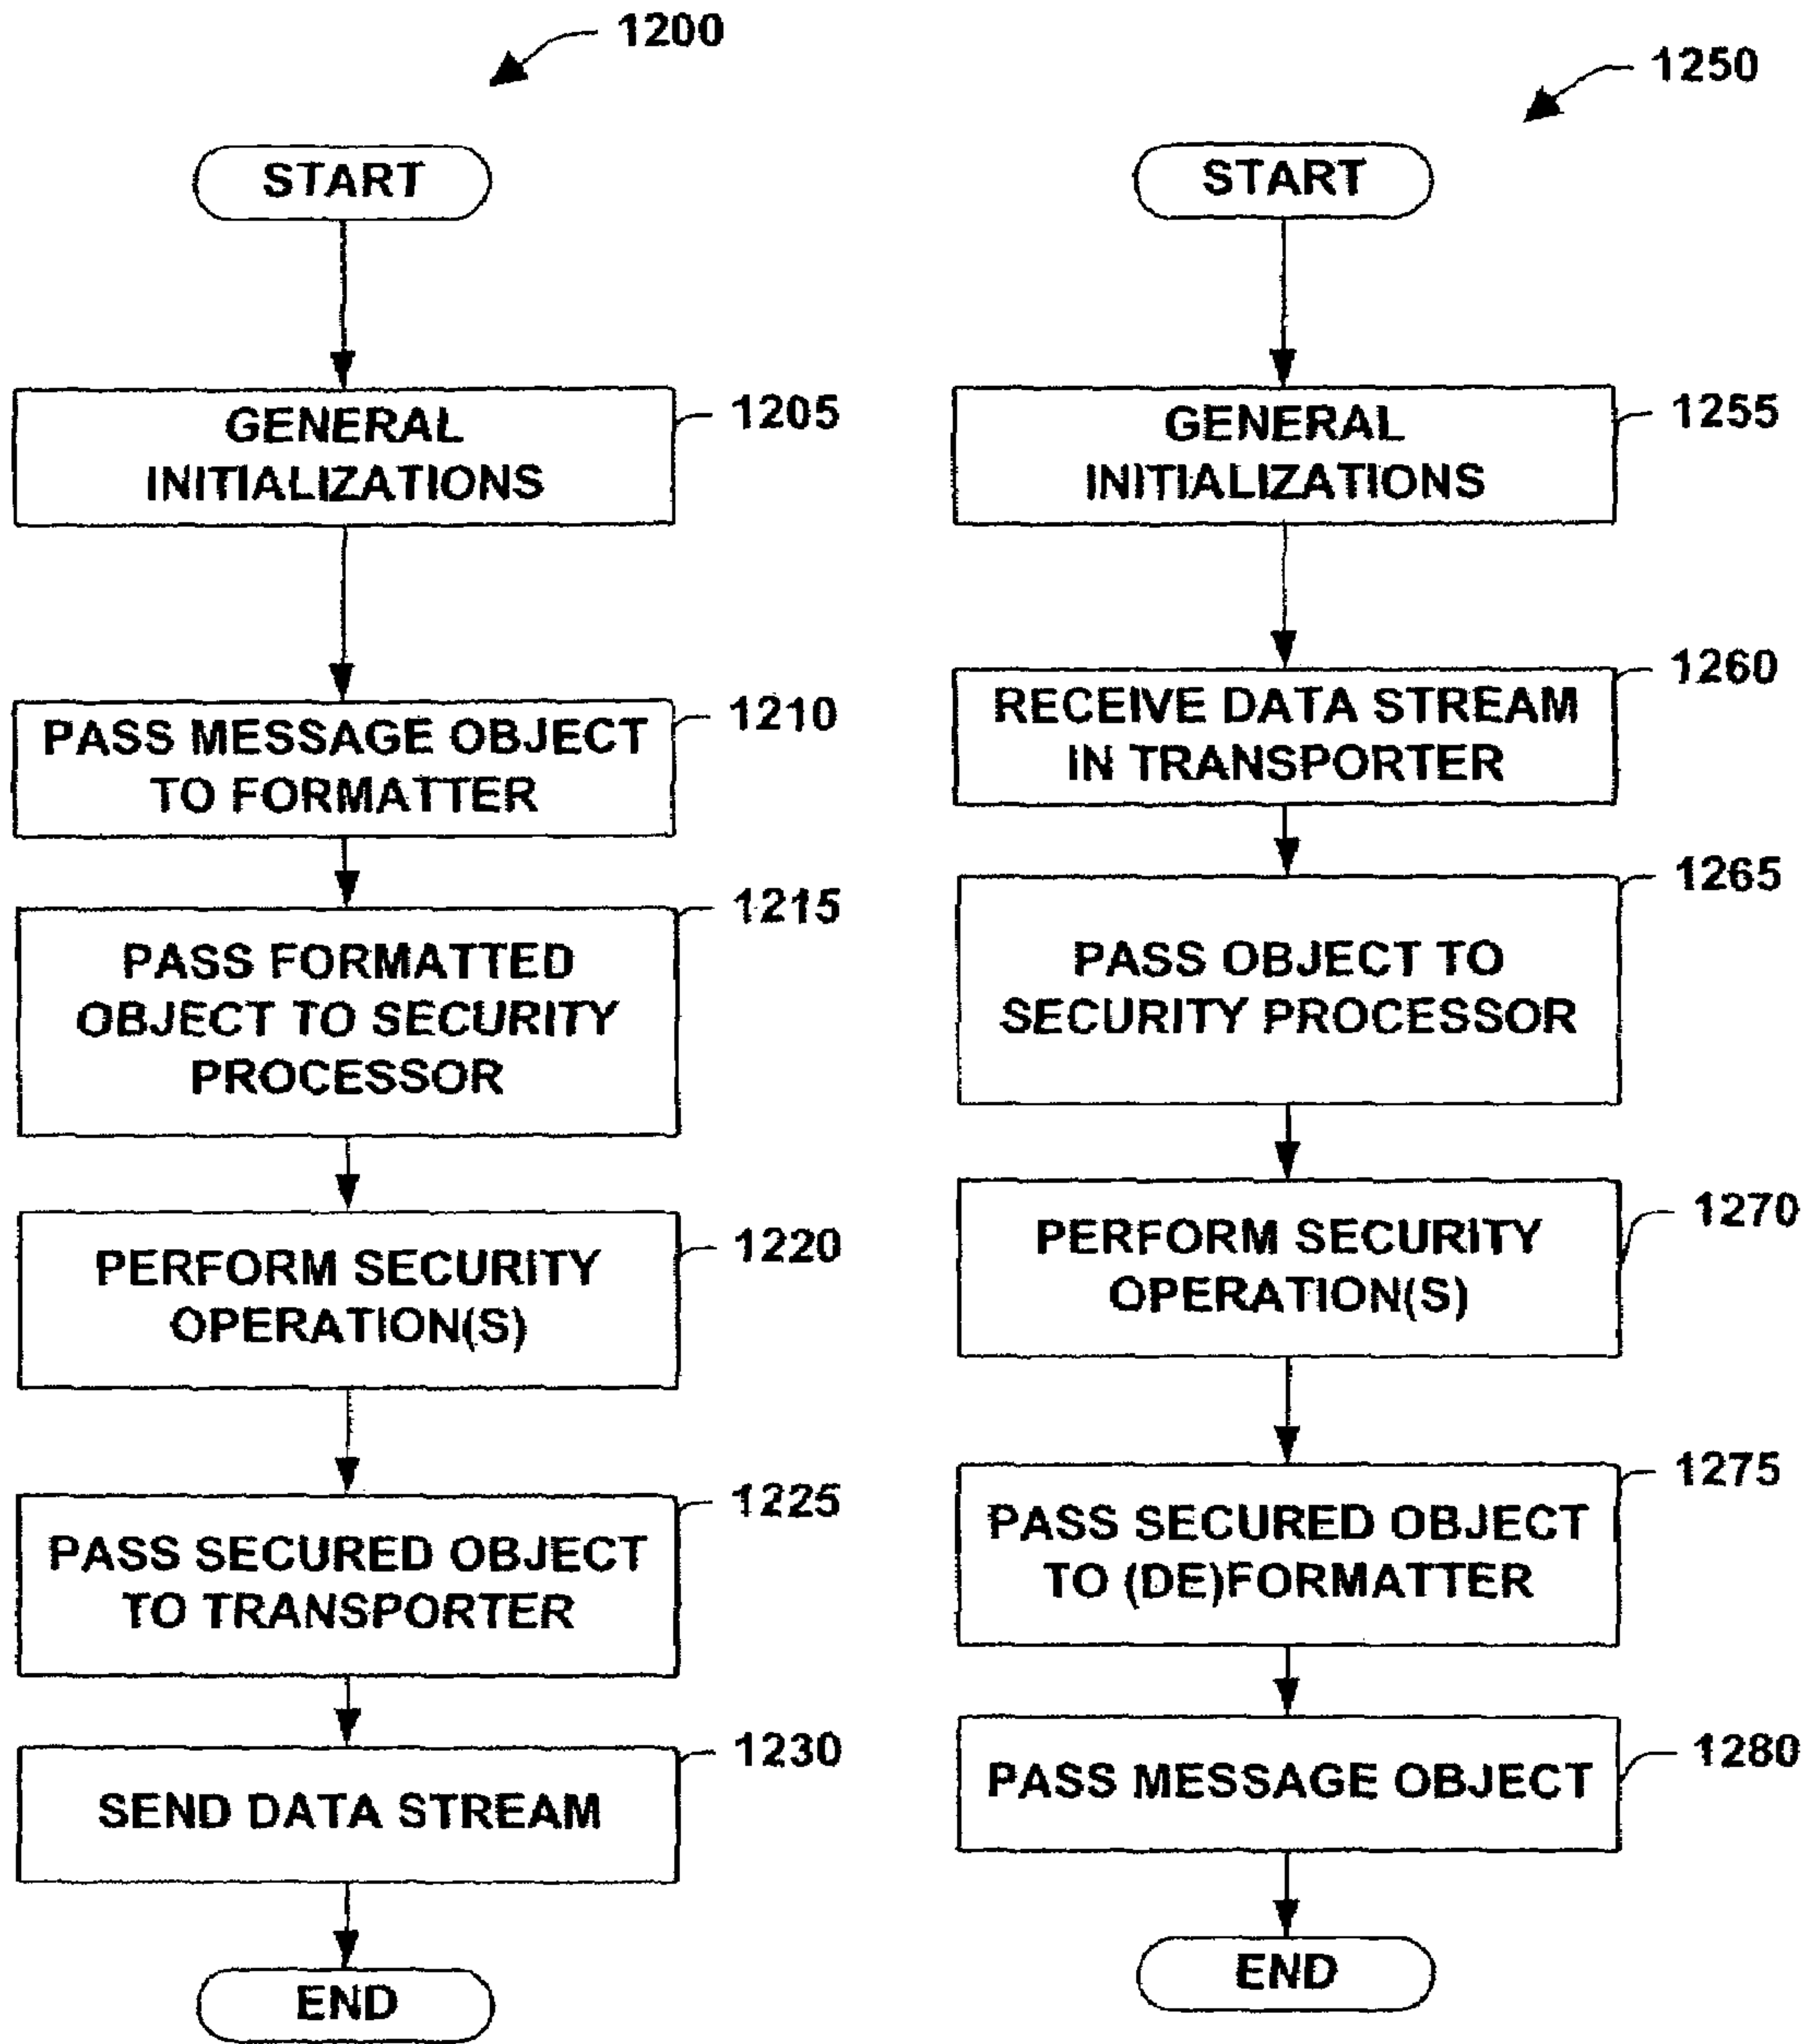 1200
START
GENERAL
INITIALIZATIONS
1205
PASS MESSAGE OBJECT
TO FORMATTER
1210
PASS FORMATTED
OBJECT TO SECURITY
PROCESSOR
1215
PERFORM SECURITY
OPERATION(S)
1220
PASS SECURED OBJECT
TO TRANSPORTER
1225
SEND DATA STREAM
1230
END
1250
START
GENERAL
INITIALIZATIONS
1255
RECEIVE DATA STREAM
IN TRANSPORTER
1260
PASS OBJECT TO
SECURITY PROCESSOR
1265
PERFORM SECURITY
OPERATION(S)
1270
PASS SECURED OBJECT
TO (DE)FORMATTER
1275
PASS MESSAGE OBJECT
1280
END